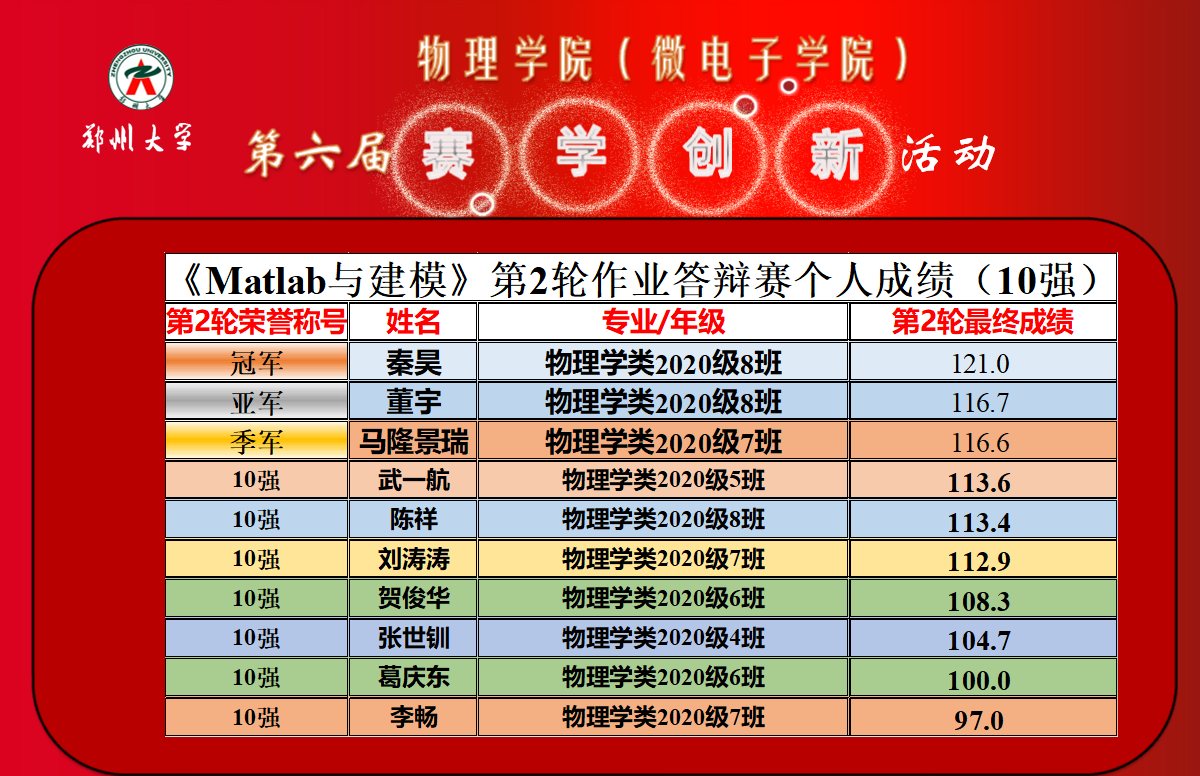 物理学院（微电子学院）
ZHENGZHOU UNIVERSITY
郑州大学
郑州大学
第六届赛学创新活动
《Matlab与建模》第2轮作业答辩赛个人成绩（10强）
第2轮荣誉称号 姓名 专业/年级 第2轮最终成绩
冠军 秦昊 物理学类2020级8班 121.0
亚军 董宇 物理学类2020级8班 116.7
季军 马隆景瑞 物理学类2020级7班 116.6
10强 武一航 物理学类2020级5班 113.6
10强 陈祥 物理学类2020级8班 113.4
10强 刘涛涛 物理学类2020级7班 112.9
10强 贺俊华 物理学类2020级6班 108.3
10强 张世钏 物理学类2020级4班 104.7
10强 葛庆东 物理学类2020级6班 100.0
10强 李畅 物理学类2020级7班 97.0